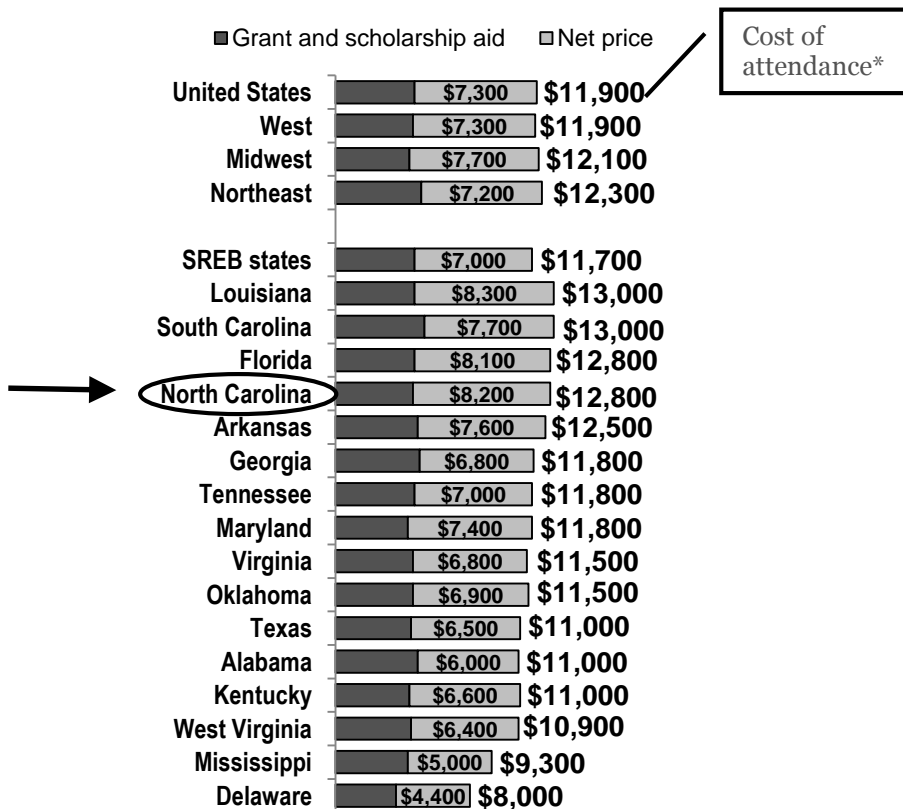 Grant and scholarship aid Net price
Cost of
attendance*
United States $7,300 $11,900
West $7,300 $11,900
Midwest $7,700 $12,100
Northeast $7,200 $12,300
SREB states $7,000 $11,700
Louisiana $8,300 $13,000
South Carolina $7,700 $13,000
Florida $8,100 $12,800
North Carolina $8,200 $12,800
Arkansas $7,600 $12,500
Georgia $6,800 $11,800
Tennessee $7,000 $11,800
Maryland $7,400 $11,800
Virginia $6,800 $11,500
Oklahoma $6,900 $11,500
Texas $6,500 $11,000
Alabama $6,000 $11,000
Kentucky $6,600 $11,000
West Virginia $6,400 $10,900
Mississippi $5,000 $9,300
Delaware $4,400 $8,000